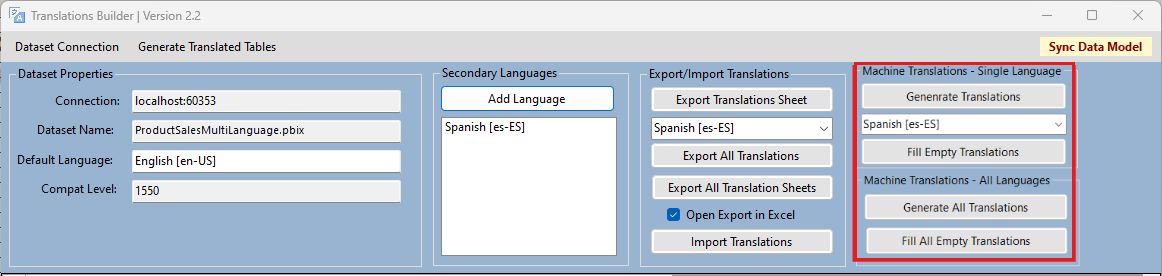 Translations Builder | Version 2.2
Dataset Connection Generate Translated Tables Sync Data Model
Dataset Properties
Connection: localhost:60353
Dataset Name: ProductSalesMultiLanguage.pbix
Default Language: English [en-US]
Compat Level: 1550
Secondary Languages
Add Language
Spanish [es-ES]
Export/Import Translations
Export Translations Sheet
Spanish [es-ES]
Export All Translations
Export All Translation Sheets
Open Export in Excel
Import Translations
Machine Translations - Single Language
Genenrate Translations
Spanish [es-ES]
Fill Empty Translations
Machine Translations - All Languages
Generate All Translations
Fill All Empty Translations